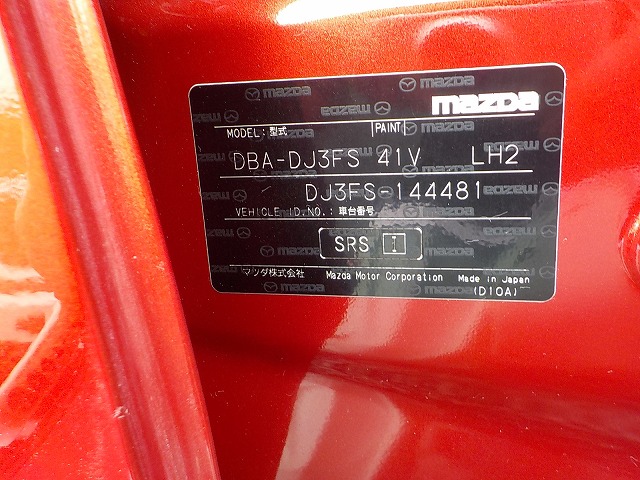 mazda
MODEL:型式 PAINT
DBA-DJ3FS 41V LH2
DJ3FS-144481
VEHICLE ID.NO.:車台番号
SRS I
マツダ株式会社 Mazda Motor Corporation Made in Japan
(D10A)